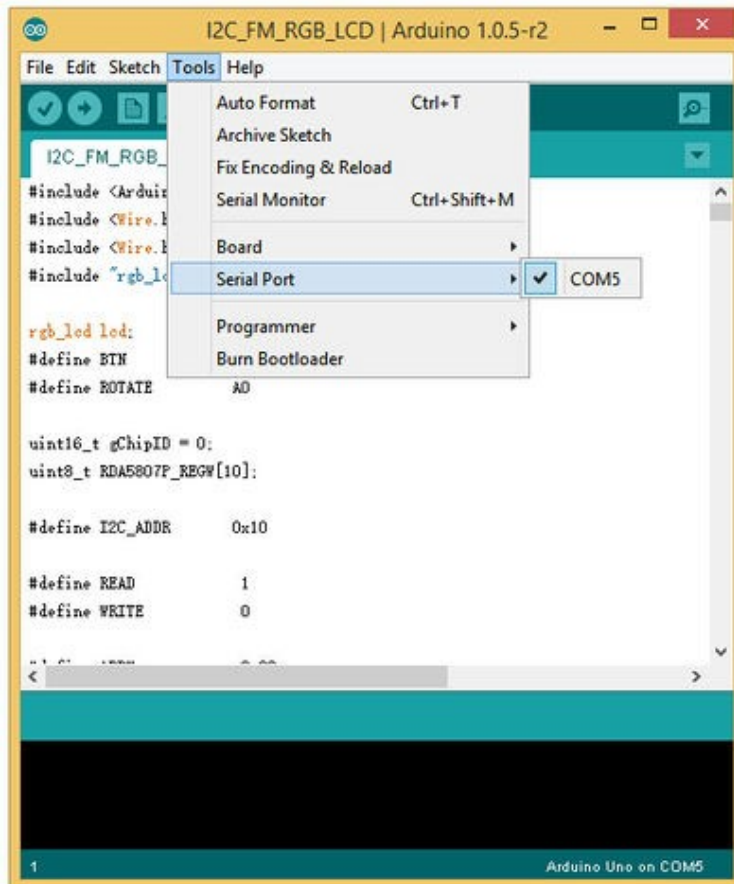 I2C_FM_RGB_LCD | Arduino 1.0.5-r2
File Edit Sketch Tools Help
Auto Format Ctrl+T
Archive Sketch
I2C_FM_RGB_
Fix Encoding & Reload
#include <Arduin
Serial Monitor Ctrl+Shift+M
#include <Wire.h
#include <Wire.h
Board
#include "rgb_lc
Serial Port
COM5
rgb_lcd lcd;
Programmer
#define BTN
Burn Bootloader
#define ROTATE A0
uint16_t gChipID = 0;
uint8_t RDA5807P_REGW[10];
#define I2C_ADDR 0x10
#define READ 1
#define WRITE 0
1
Arduino Uno on COM5